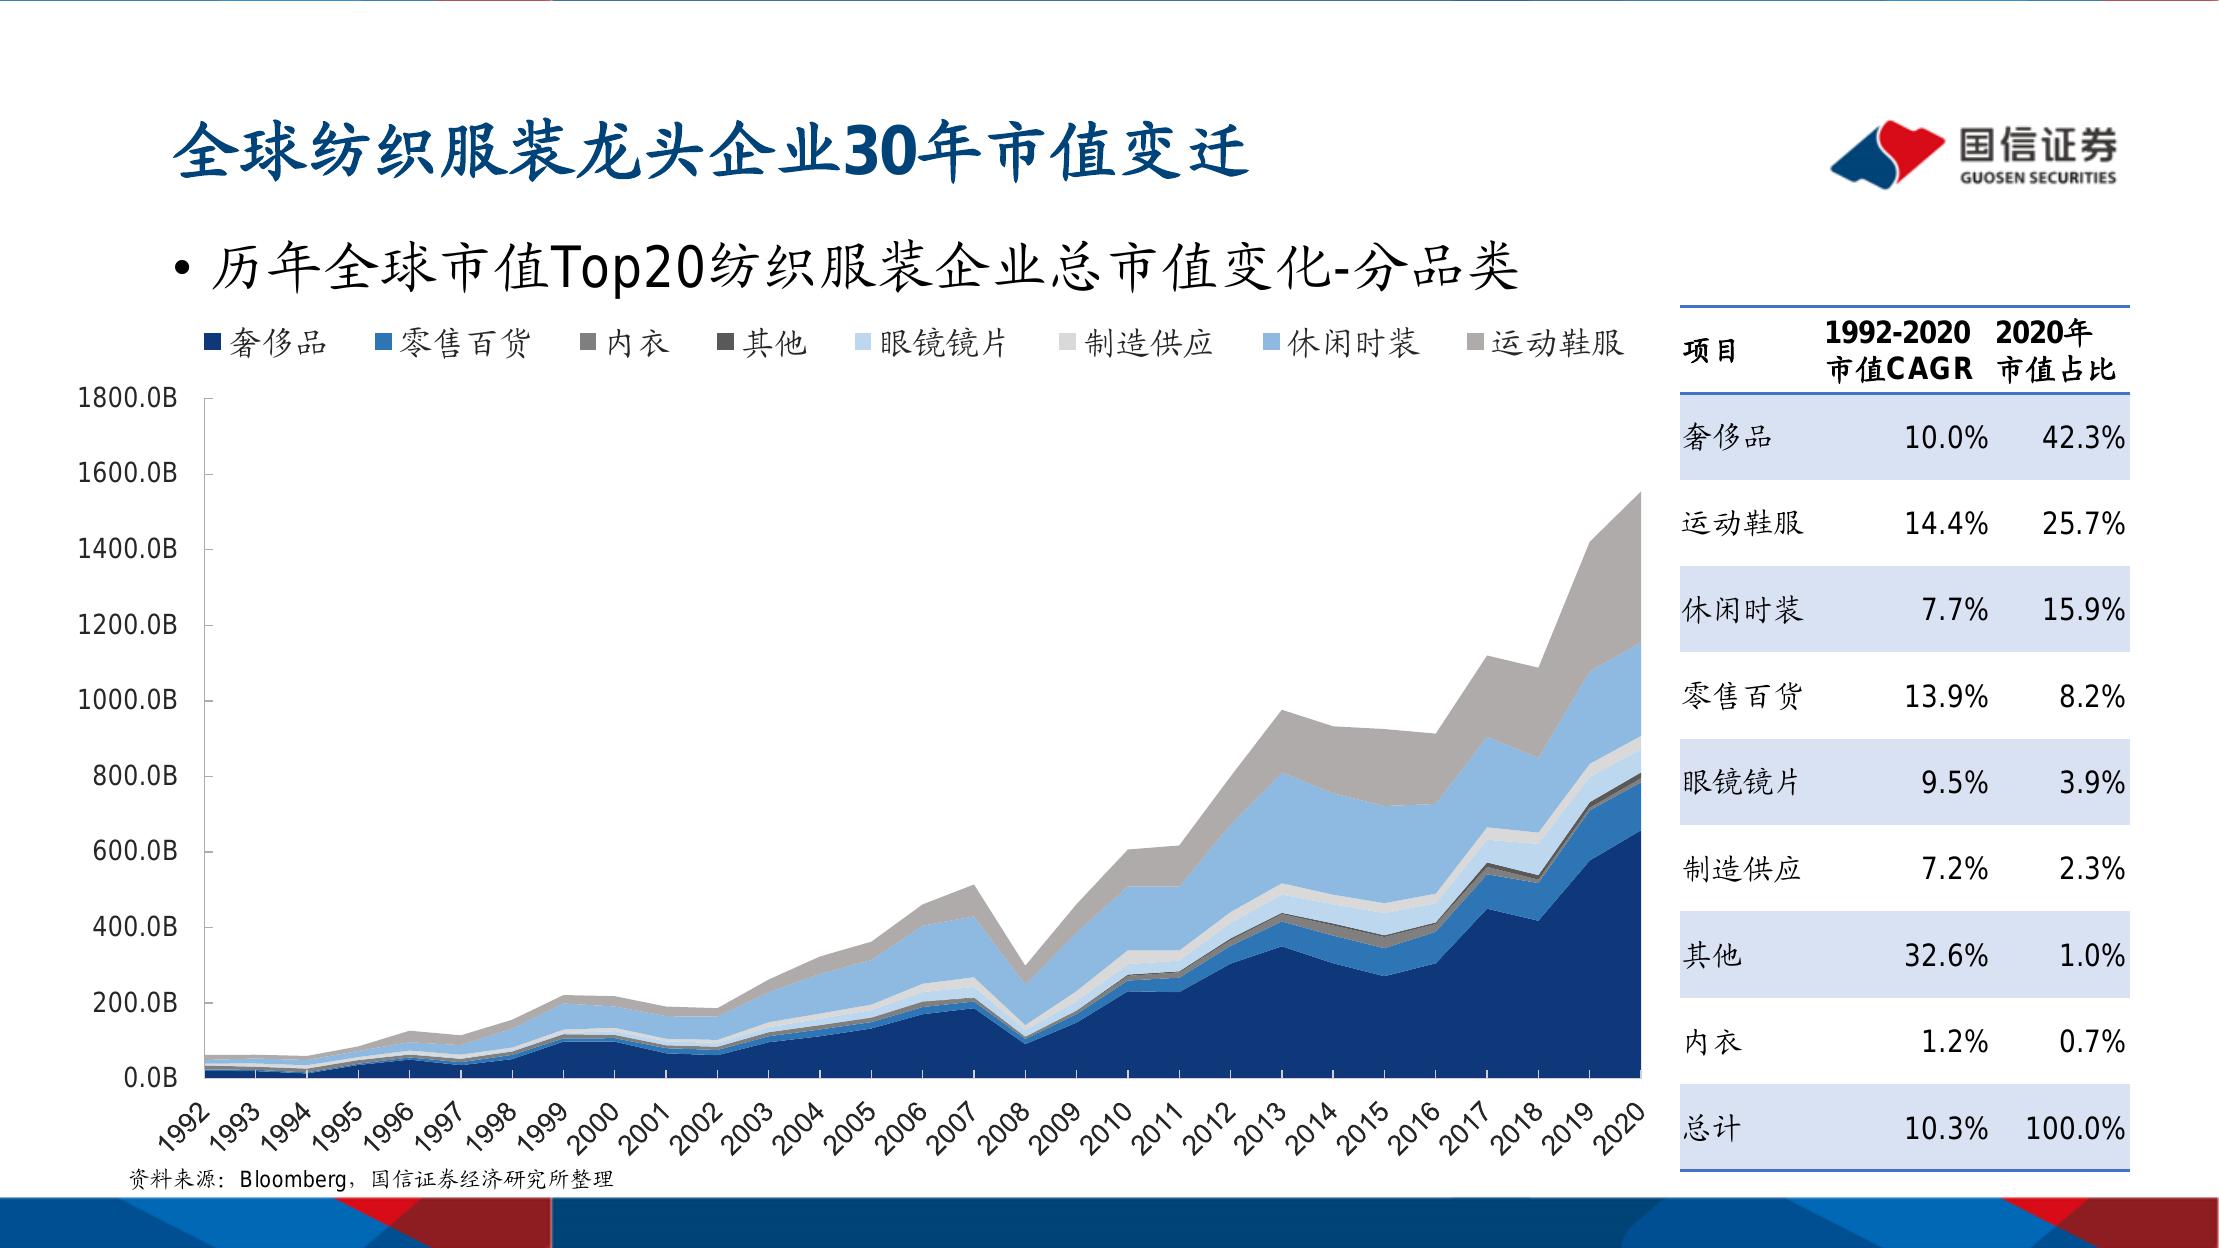 全球纺织服装龙头企业30年市值变迁
国信证券
GUOSEN SECURITIES
• 历年全球市值Top20纺织服装企业总市值变化-分品类
奢侈品 零售百货 内衣 其他 眼镜镜片 制造供应 休闲时装 运动鞋服
1800.0B
1600.0B
1400.0B
1200.0B
1000.0B
800.0B
600.0B
400.0B
200.0B
0.0B
1992 1993 1994 1995 1996 1997 1998 1999 2000 2001 2002 2003 2004 2005 2006 2007 2008 2009 2010 2011 2012 2013 2014 2015 2016 2017 2018 2019 2020
项目 1992-2020市值CAGR 2020年市值占比
奢侈品 10.0% 42.3%
运动鞋服 14.4% 25.7%
休闲时装 7.7% 15.9%
零售百货 13.9% 8.2%
眼镜镜片 9.5% 3.9%
制造供应 7.2% 2.3%
其他 32.6% 1.0%
内衣 1.2% 0.7%
总计 10.3% 100.0%
资料来源：Bloomberg，国信证券经济研究所整理